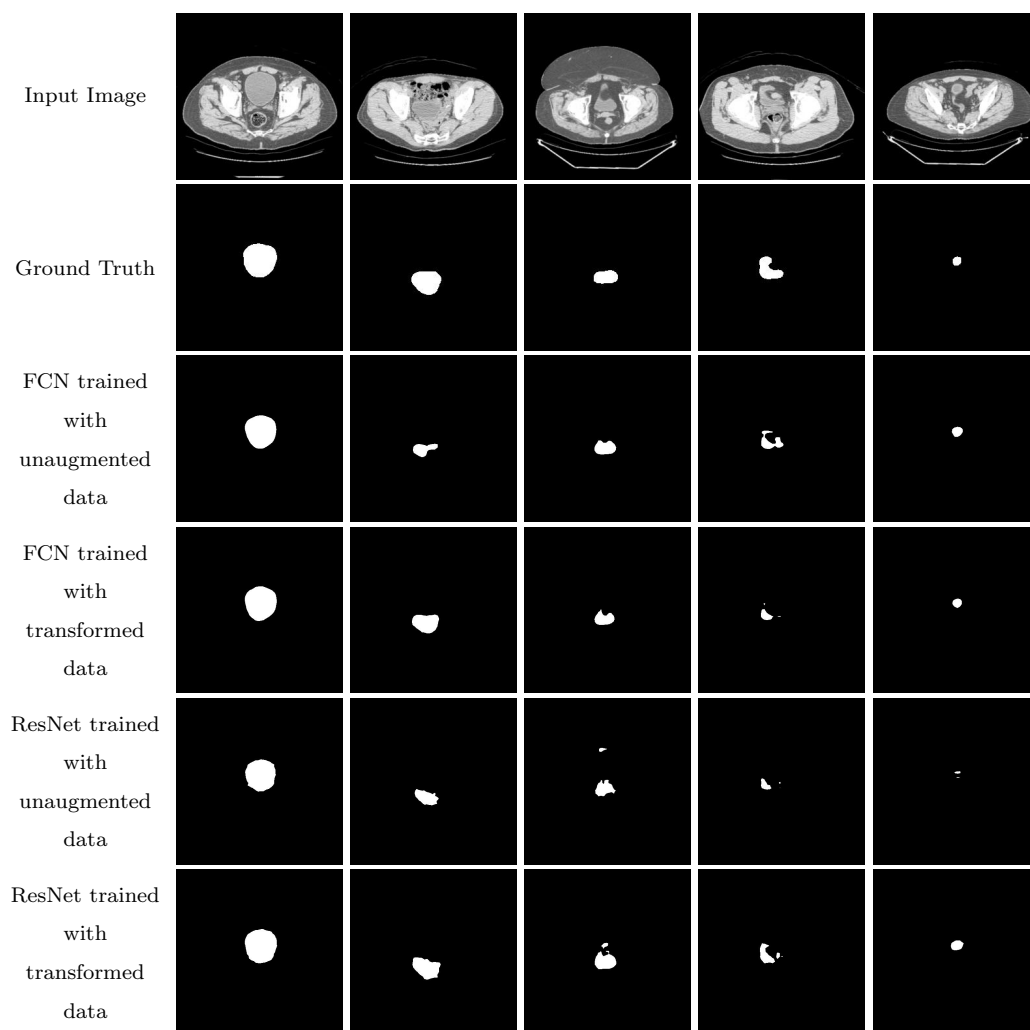 Input Image
Ground Truth
FCN trained
with
unaugmented
data
FCN trained
with
transformed
data
ResNet trained
with
unaugmented
data
ResNet trained
with
transformed
data